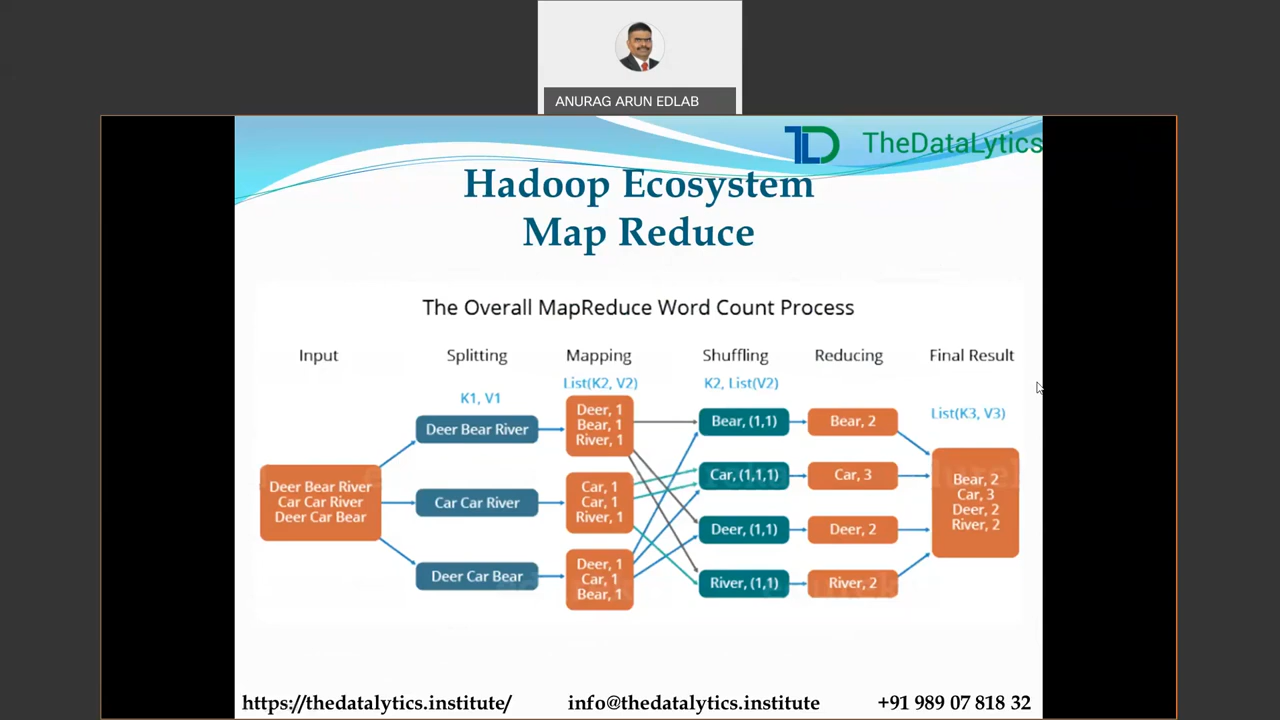 ANURAG ARUN EDLAB
TheDataLytics
Hadoop Ecosystem
Map Reduce
The Overall MapReduce Word Count Process
Input
Splitting
Mapping
Shuffling
Reducing
Final Result
K1, V1
List(K2, V2)
K2, List(V2)
List(K3, V3)
Deer Bear River
Car Car River
Deer Car Bear
Deer Bear River
Car Car River
Deer Car Bear
Deer, 1
Bear, 1
River, 1
Car, 1
Car, 1
River, 1
Deer, 1
Car, 1
Bear, 1
Bear, (1,1)
Car, (1,1,1)
Deer, (1,1)
River, (1,1)
Bear, 2
Car, 3
Deer, 2
River, 2
Bear, 2
Car, 3
Deer, 2
River, 2
https://thedatalytics.institute/
info@thedatalytics.institute
+91 989 07 818 32